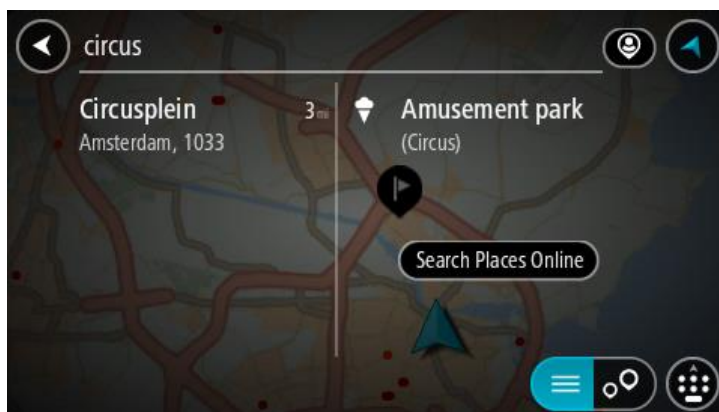 circus
Circusplein
3 mi
Amsterdam, 1033
Amusement park
(Circus)
Search Places Online